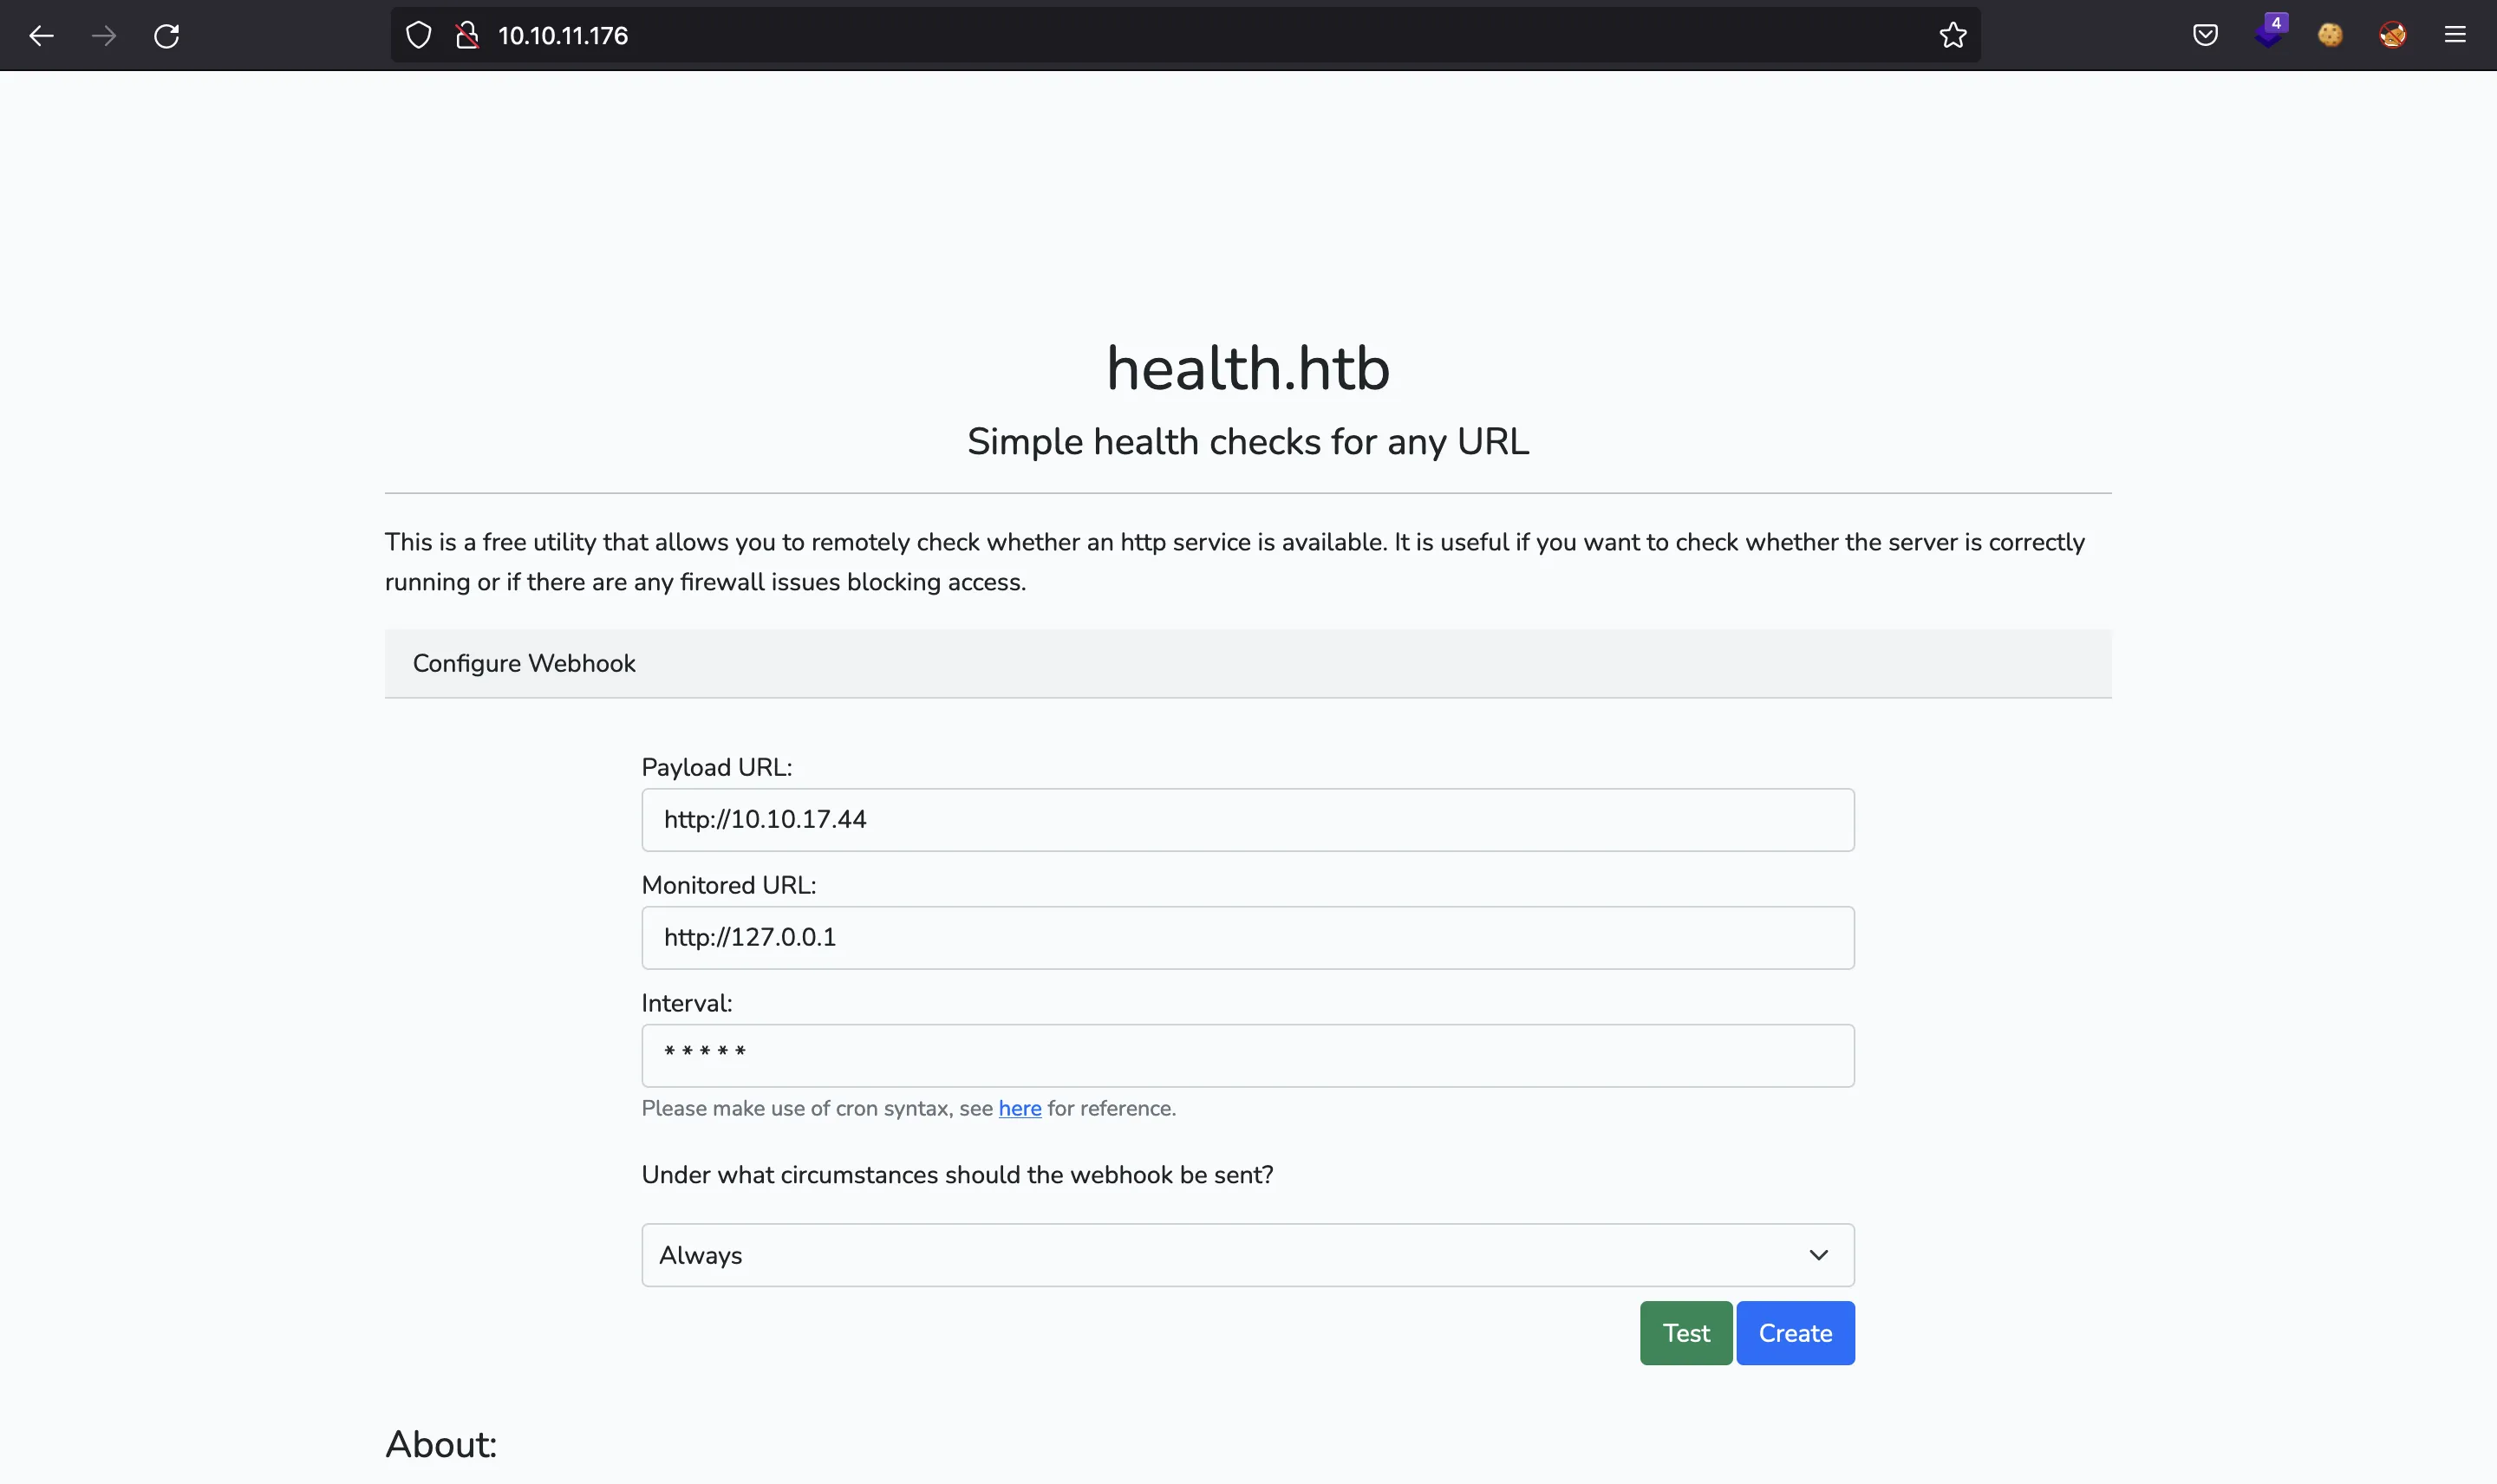 10.10.11.176
4
health.htb
Simple health checks for any URL
This is a free utility that allows you to remotely check whether an http service is available. It is useful if you want to check whether the server is correctly
running or if there are any firewall issues blocking access.
Configure Webhook
Payload URL:
http://10.10.17.44
Monitored URL:
http://127.0.0.1
Interval:
* * * * *
Please make use of cron syntax, see here for reference.
Under what circumstances should the webhook be sent?
Always
Test Create
About: